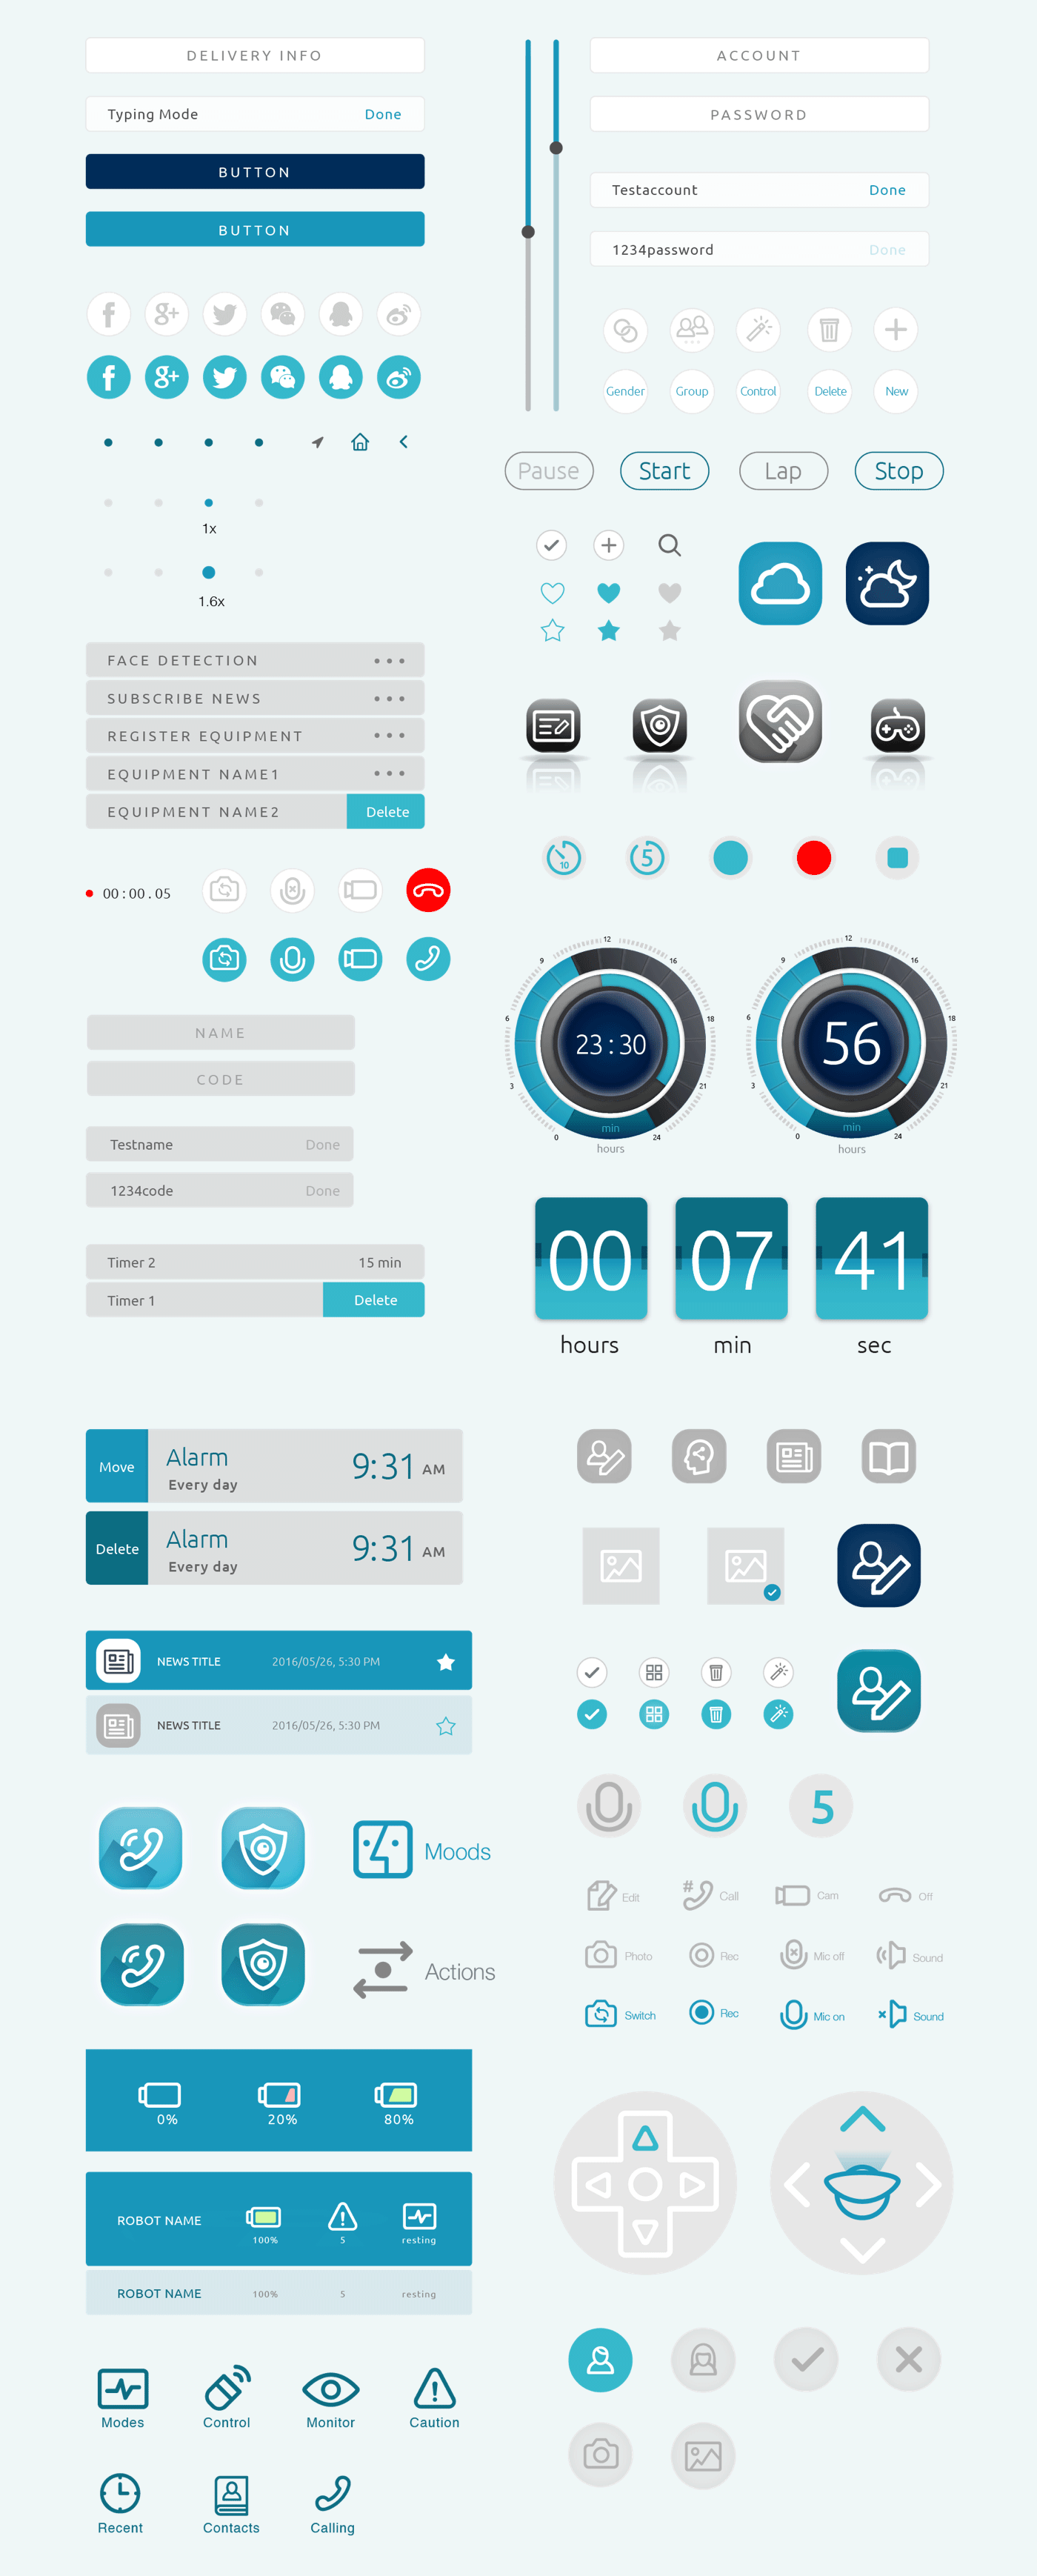 DELIVERY INFO
Typing Mode Done
BUTTON
BUTTON
ACCOUNT
PASSWORD
Testaccount Done
1234password Done
g+
g+
Gender Group Control Delete New
1x
1.6x
Pause Start Lap Stop
FACE DETECTION
SUBSCRIBE NEWS
REGISTER EQUIPMENT
EQUIPMENT NAME1
EQUIPMENT NAME2 Delete
10 5
00 : 00 . 05
NAME
CODE
Testname Done
1234code Done
Timer 2 15 min
Timer 1 Delete
12
9 16
6 18
23 : 30
3 21
min
0 24
hours
12
9 16
6 18
56
3 21
min
0 24
hours
00 07 41
hours min sec
Move Alarm 9:31 AM
Every day
Delete Alarm 9:31 AM
Every day
NEWS TITLE 2016/05/26, 5:30 PM
NEWS TITLE 2016/05/26, 5:30 PM
Moods
Actions
0% 20% 80%
ROBOT NAME
100% 5 resting
ROBOT NAME 100% 5 resting
Modes Control Monitor Caution
Recent Contacts Calling
5
Edit # Call Cam Off
Photo Rec Mic off Sound
Switch Rec Mic on Sound